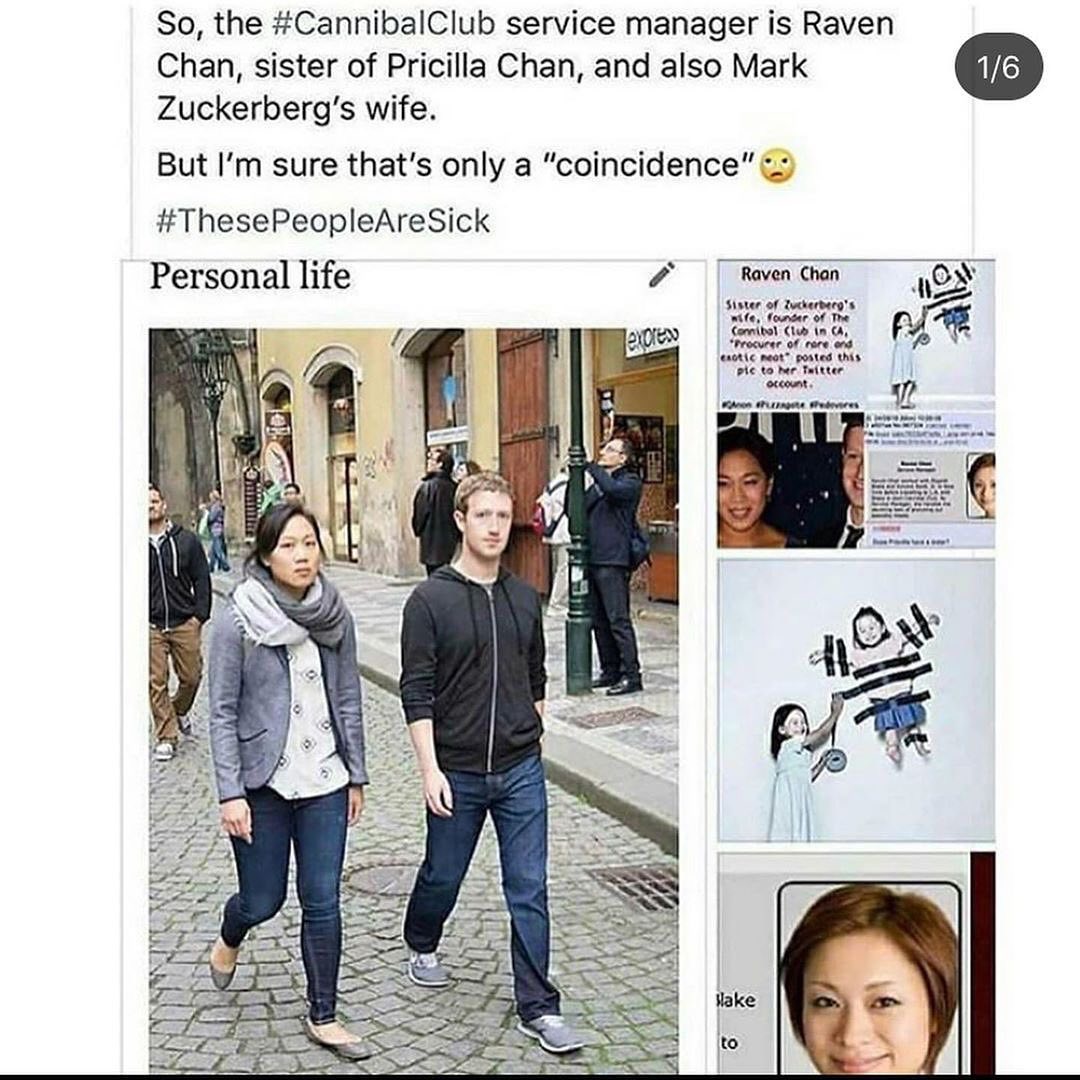 So, the #CannibalClub service manager is Raven
Chan, sister of Pricilla Chan, and also Mark
Zuckerberg's wife.
But I'm sure that's only a "coincidence"🙄
#ThesePeopleAreSick
1/6
Personal life
express
Raven Chan
Sister of Zuckerberg's
wife, founder of The
Cannibal Club in CA,
"Procurer of rare and
exotic meat" posted this
pic to her Twitter
account.
#QAnon #Pizzagate #Pedovores
Does Priscilla have a sister?
to